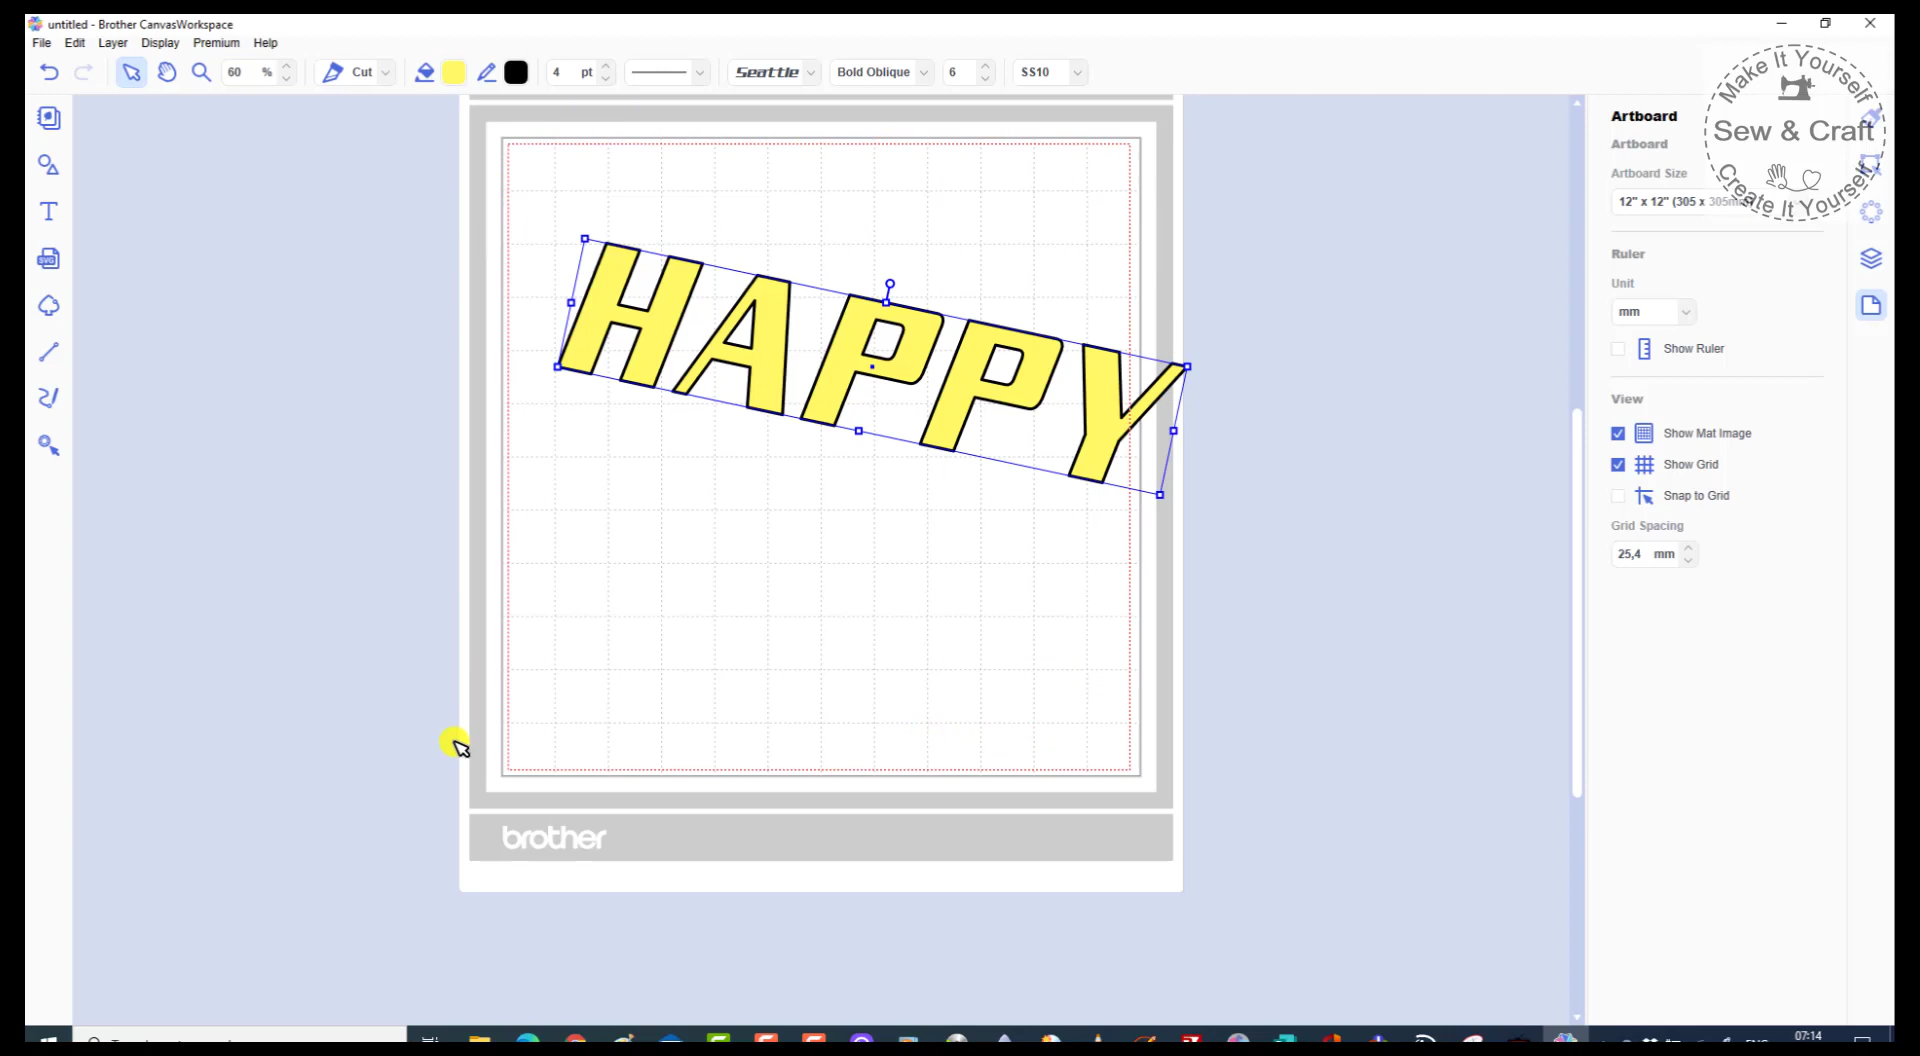 untitled - Brother CanvasWorkspace
File Edit Layer Display Premium Help
60 % Cut 4 pt Seattle Bold Oblique 6 SS10
Make It Yourself
Sew & Craft
Create It Yourself
Artboard
Artboard
Artboard Size
12" x 12" (305 x 305mm)
Ruler
Unit
mm
Show Ruler
View
Show Mat Image
Show Grid
Snap to Grid
Grid Spacing
25,4 mm
SVG
HAPPY
brother
07:14